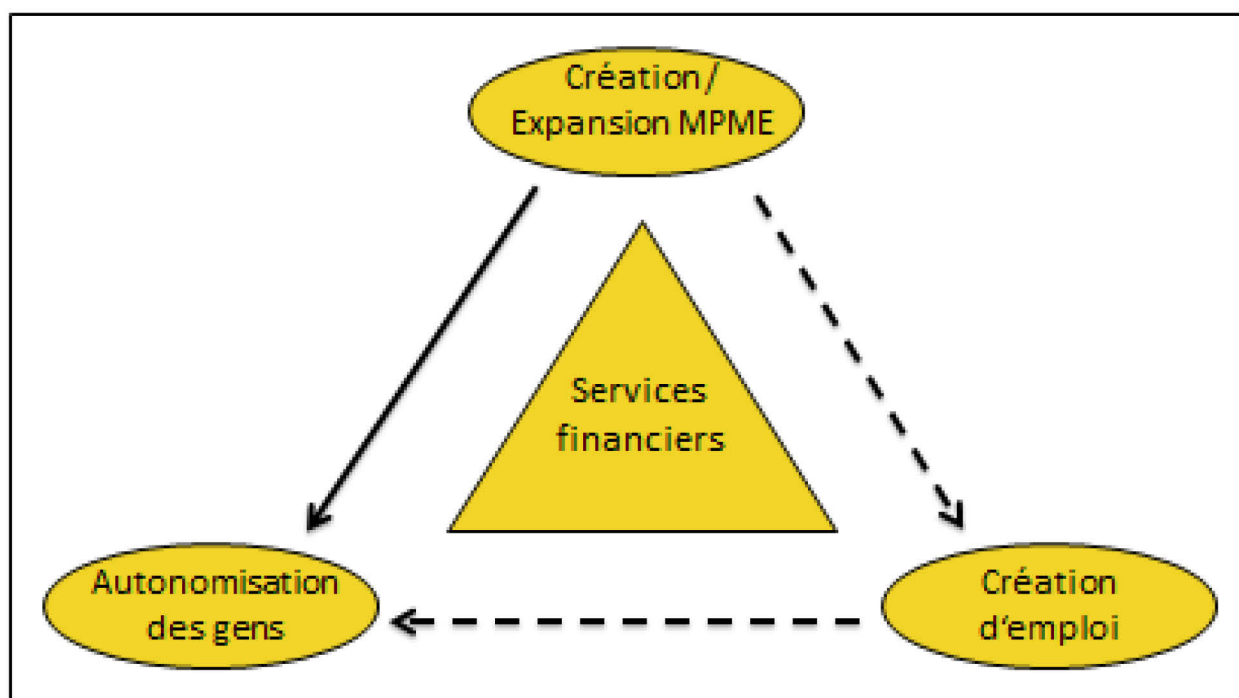 Création/
Expansion MPME
Services
financiers
Autonomisation
des gens
Création
d‘emploi